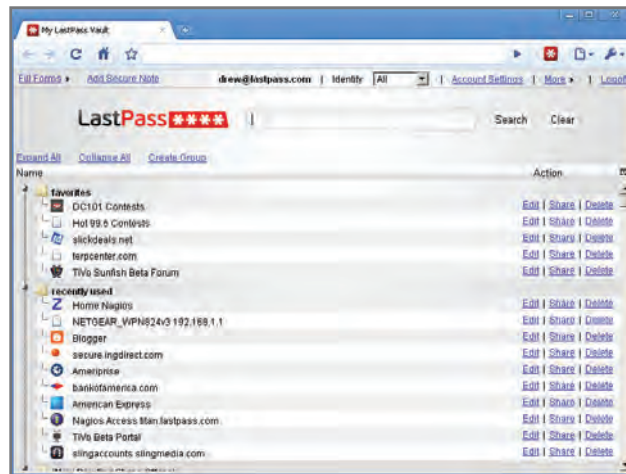 My LastPass Vault
Fill Forms Add Secure Note drew@lastpass.com | Identity All | Account Settings | More | Logoff
LastPass **** Search Clear
Expand All Collapse All Create Group
Name Action
favorites
DC101 Contests Edit | Share | Delete
Hot 99.5 Contests Edit | Share | Delete
slickdeals.net Edit | Share | Delete
terpcenter.com Edit | Share | Delete
TiVo Sunfish Beta Forum Edit | Share | Delete
recently used
Home Nagios Edit | Share | Delete
NETGEAR_WPN824v3 192.168.1.1 Edit | Share | Delete
Blogger Edit | Share | Delete
secure.ingdirect.com Edit | Share | Delete
Ameriprise Edit | Share | Delete
bankofamerica.com Edit | Share | Delete
American Express Edit | Share | Delete
Nagios Access Man.lastpass.com Edit | Share | Delete
TiVo Beta Portal Edit | Share | Delete
slingaccounts.slingmedia.com Edit | Share | Delete